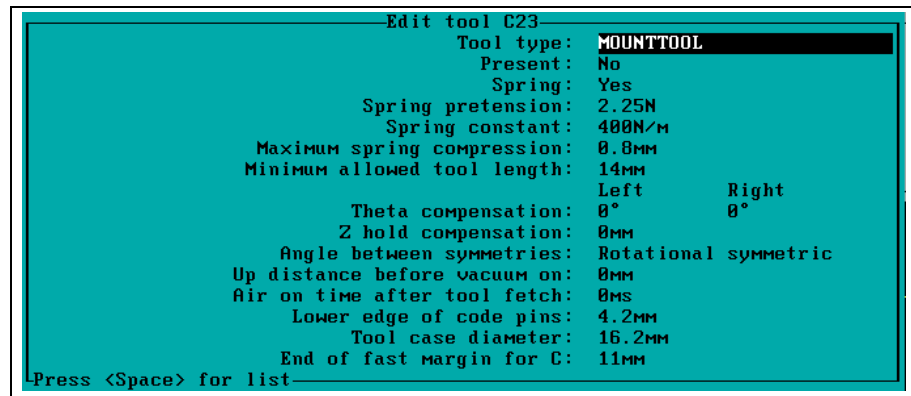 Edit tool C23
Tool type: MOUNTTOOL
Present: No
Spring: Yes
Spring pretension: 2.25N
Spring constant: 400N/m
Maximum spring compression: 0.8mm
Minimum allowed tool length: 14mm
Left Right
Theta compensation: 0° 0°
Z hold compensation: 0mm
Angle between symmetries: Rotational symmetric
Up distance before vacuum on: 0mm
Air on time after tool fetch: 0ms
Lower edge of code pins: 4.2mm
Tool case diameter: 16.2mm
End of fast margin for C: 11mm
Press <Space> for list